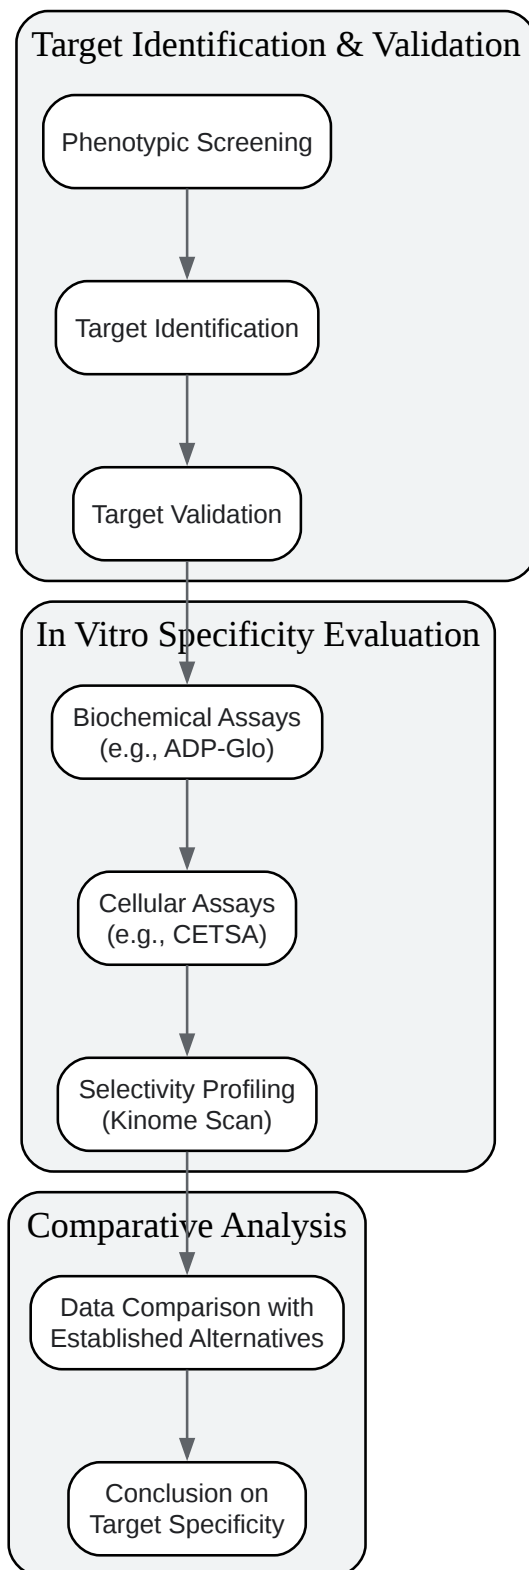 Target Identification & Validation
Phenotypic Screening
Target Identification
Target Validation
In Vitro Specificity Evaluation
Biochemical Assays
(e.g., ADP-Glo)
Cellular Assays
(e.g., CETSA)
Selectivity Profiling
(Kinome Scan)
Comparative Analysis
Data Comparison with
Established Alternatives
Conclusion on
Target Specificity